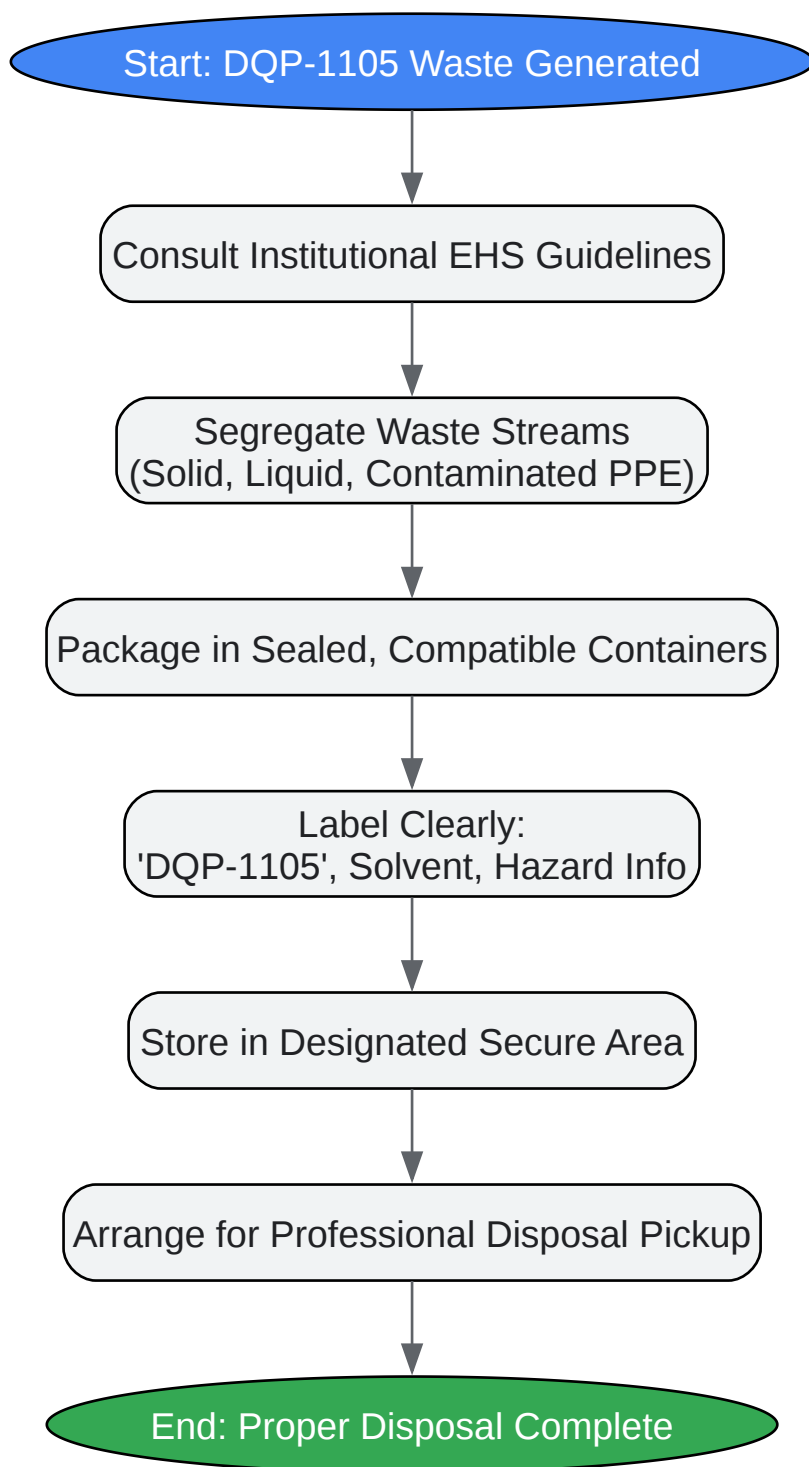 Start: DQP-1105 Waste Generated
Consult Institutional EHS Guidelines
Segregate Waste Streams
(Solid, Liquid, Contaminated PPE)
Package in Sealed, Compatible Containers
Label Clearly:
'DQP-1105', Solvent, Hazard Info
Store in Designated Secure Area
Arrange for Professional Disposal Pickup
End: Proper Disposal Complete